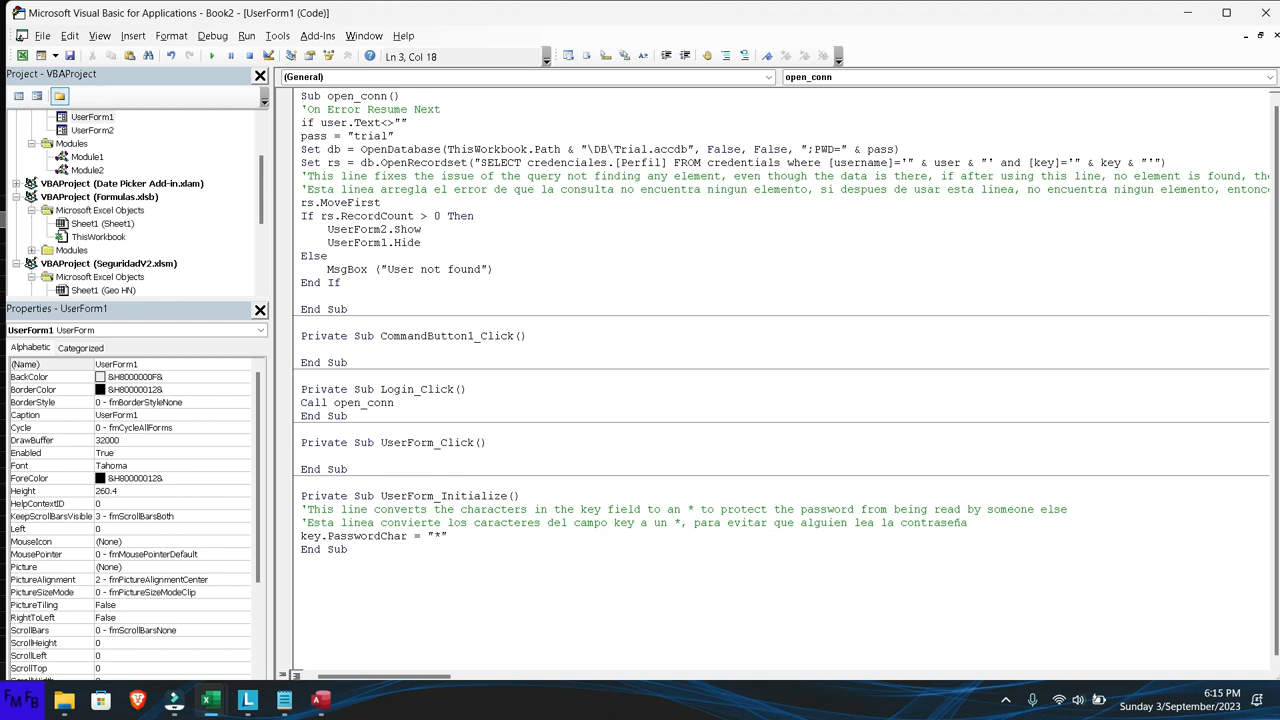 Microsoft Visual Basic for Applications - Book2 - [UserForm1 (Code)]
File Edit View Insert Format Debug Run Tools Add-Ins Window Help
Ln 3, Col 18
Project - VBAProject
UserForm1
UserForm2
Modules
Module1
Module2
VBAProject (Date Picker Add-in.xlam)
VBAProject (Formulas.xlsb)
Microsoft Excel Objects
Sheet1 (Sheet1)
ThisWorkbook
Modules
VBAProject (SeguridadV2.xlsm)
Microsoft Excel Objects
Sheet1 (Geo HN)
Properties - UserForm1
UserForm1 UserForm
Alphabetic Categorized
(Name) UserForm1
BackColor &H8000000F&
BorderColor &H80000012&
BorderStyle 0 - fmBorderStyleNone
Caption UserForm1
Cycle 0 - fmCycleAllForms
DrawBuffer 32000
Enabled True
Font Tahoma
ForeColor &H80000012&
Height 260.4
HelpContextID 0
KeepScrollBarsVisible 3 - fmScrollBarsBoth
Left 0
MouseIcon (None)
MousePointer 0 - fmMousePointerDefault
Picture (None)
PictureAlignment 2 - fmPictureAlignmentCenter
PictureSizeMode 0 - fmPictureSizeModeClip
PictureTiling False
RightToLeft False
ScrollBars 0 - fmScrollBarsNone
ScrollHeight 0
ScrollLeft 0
ScrollTop 0
(General) open_conn
Sub open_conn()
'On Error Resume Next
if user.Text<>""
pass = "trial"
Set db = OpenDatabase(ThisWorkbook.Path & "\DB\Trial.accdb", False, False, ";PWD=" & pass)
Set rs = db.OpenRecordset("SELECT credenciales.[Perfil] FROM credentials where [username]='" & user & "' and [key]='" & key & "'")
'This line fixes the issue of the query not finding any element, even though the data is there, if after using this line, no element is found, the
'Esta linea arregla el error de que la consulta no encuentra ningun elemento, si despues de usar esta linea, no encuentra ningun elemento, entonc
rs.MoveFirst
If rs.RecordCount > 0 Then
UserForm2.Show
UserForm1.Hide
Else
MsgBox ("User not found")
End If
End Sub
Private Sub CommandButton1_Click()
End Sub
Private Sub Login_Click()
Call open_conn
End Sub
Private Sub UserForm_Click()
End Sub
Private Sub UserForm_Initialize()
'This line converts the characters in the key field to an * to protect the password from being read by someone else
'Esta linea convierte los caracteres del campo key a un *, para evitar que alguien lea la contraseña
key.PasswordChar = "*"
End Sub
FM FB
6:15 PM
Sunday 3/September/2023